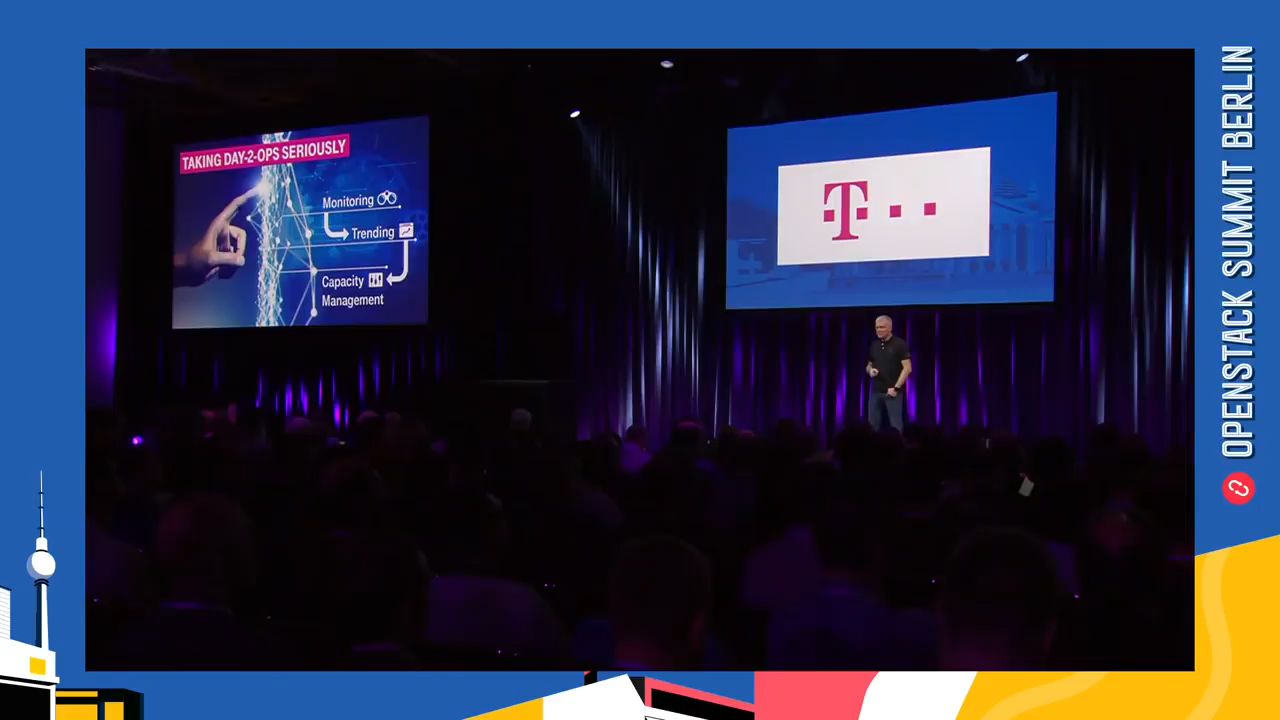 TAKING DAY-2-OPS SERIOUSLY
Monitoring
Trending
Capacity
Management
T
OPENSTACK SUMMIT BERLIN